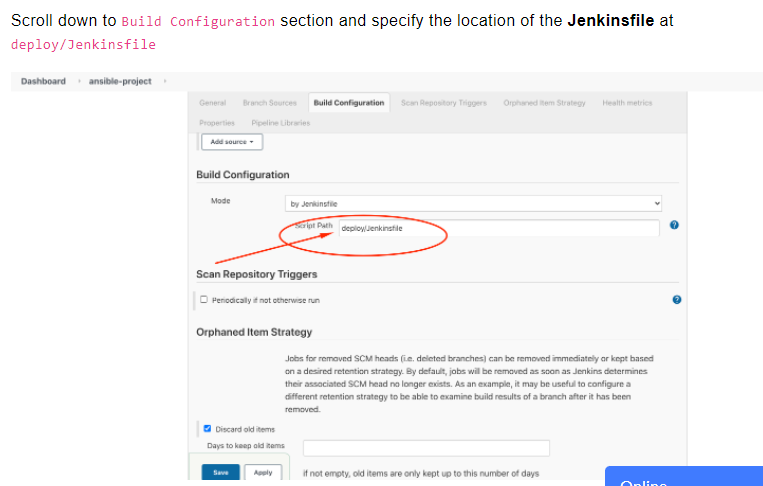 Scroll down to Build Configuration section and specify the location of the Jenkinsfile at
deploy/Jenkinsfile
Dashboard › ansible-project ›
General Branch Sources Build Configuration Scan Repository Triggers Orphaned Item Strategy Health metrics
Properties Pipeline Libraries
Add source
Build Configuration
Mode
by Jenkinsfile
Script Path deploy/Jenkinsfile
?
Scan Repository Triggers
Periodically if not otherwise run
?
Orphaned Item Strategy
Jobs for removed SCM heads (i.e. deleted branches) can be removed immediately or kept based
on a desired retention strategy. By default, jobs will be removed as soon as Jenkins determines
their associated SCM head no longer exists. As an example, it may be useful to configure a
different retention strategy to be able to examine build results of a branch after it has been
removed.
Discard old items
Days to keep old items
Save Apply if not empty, old items are only kept up to this number of days
Online